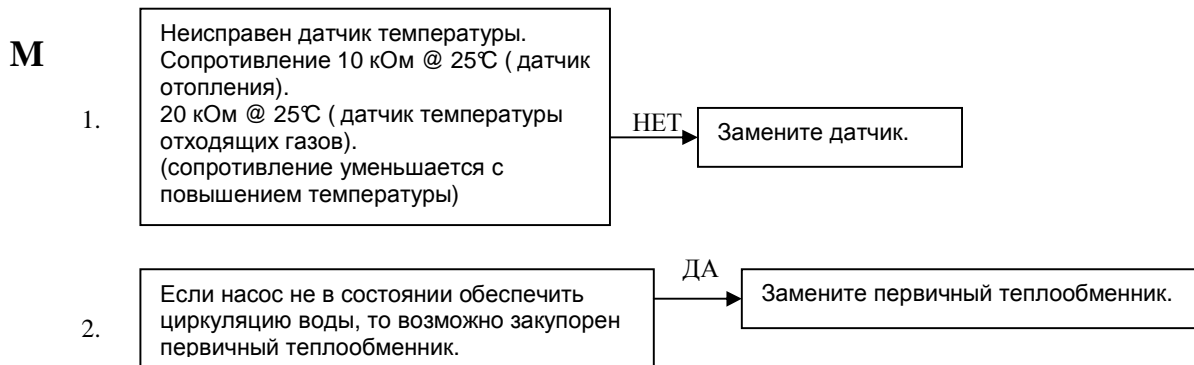 М
1.
Неисправен датчик температуры.
Сопротивление 10 кОм @ 25℃ ( датчик
отопления).
20 кОм @ 25℃ ( датчик температуры
отходящих газов).
(сопротивление уменьшается с
повышением температуры)
НЕТ
Замените датчик.
2.
Если насос не в состоянии обеспечить
циркуляцию воды, то возможно закупорен
первичный теплообменник.
ДА
Замените первичный теплообменник.